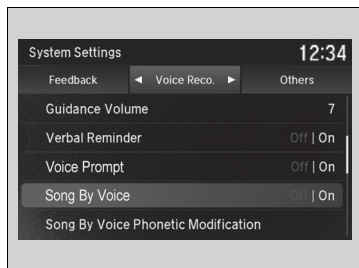 System Settings 12:34
Feedback ◄ Voice Reco. ► Others
Guidance Volume 7
Verbal Reminder Off | On
Voice Prompt Off | On
Song By Voice Off | On
Song By Voice Phonetic Modification